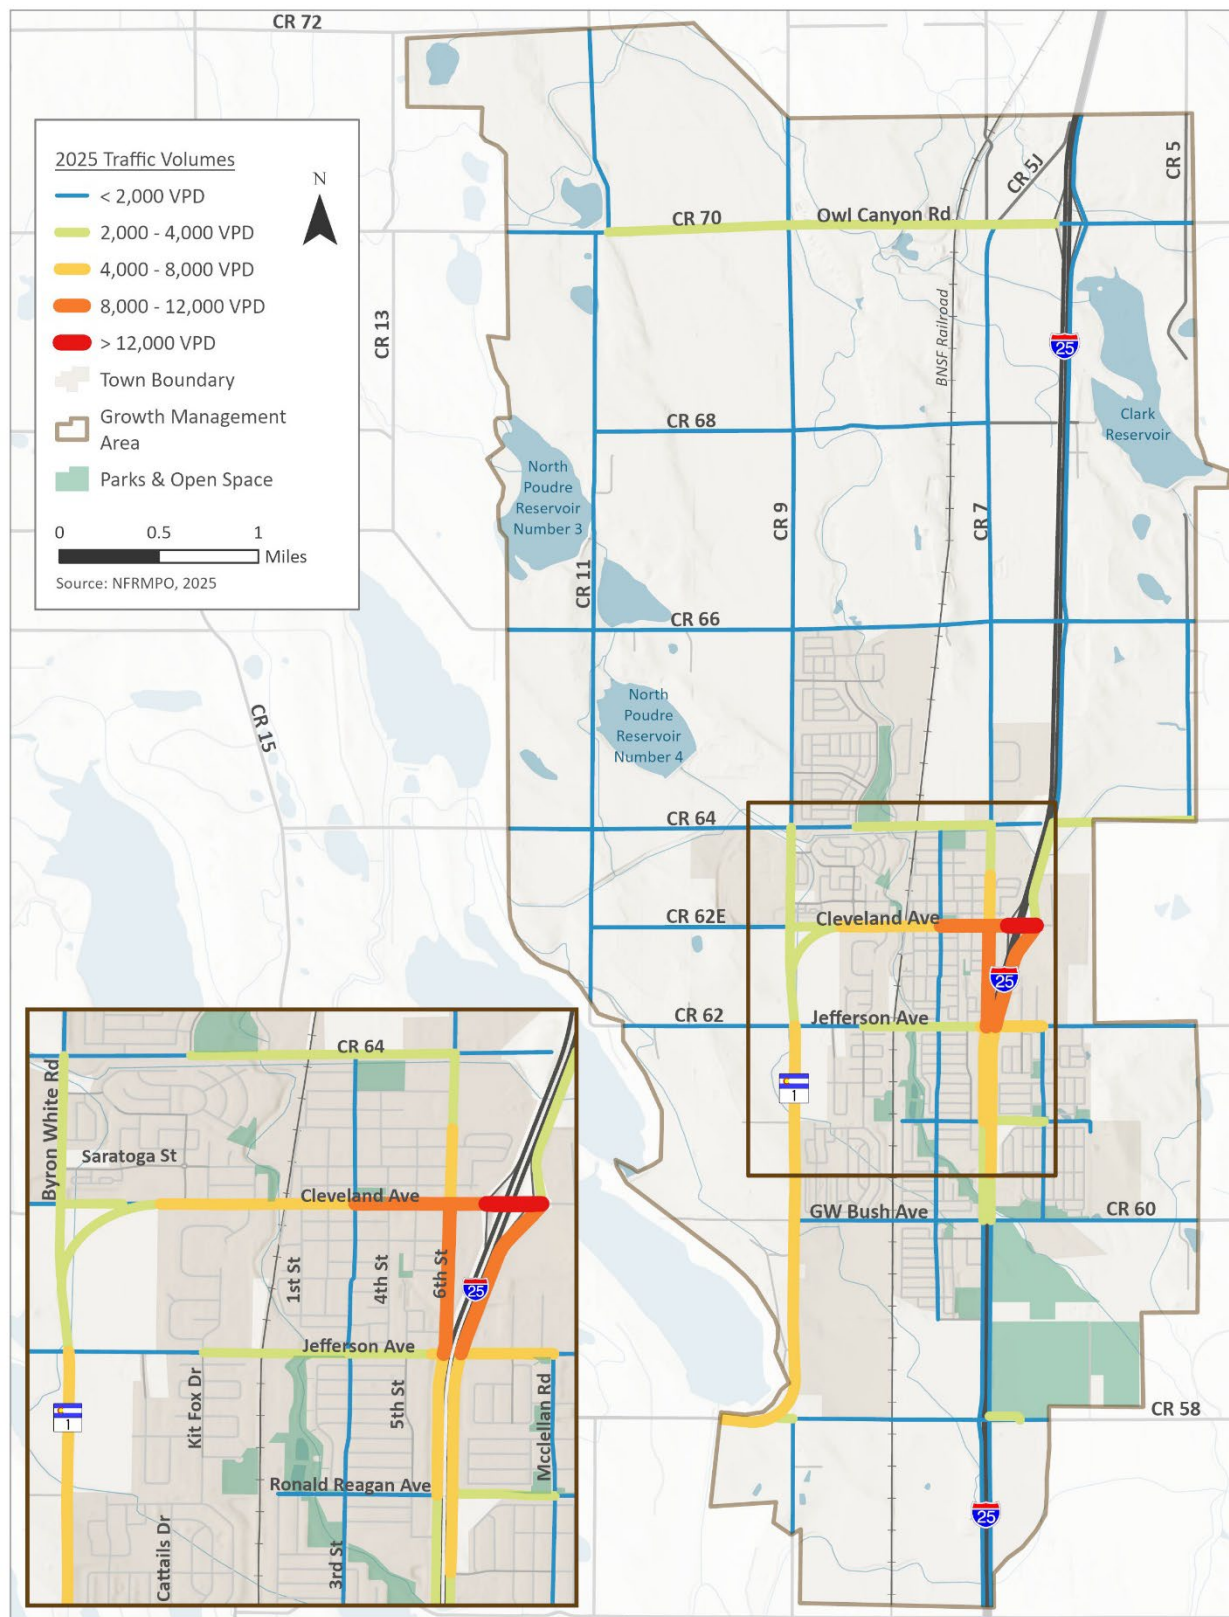 CR 72
2025 Traffic Volumes
< 2,000 VPD
2,000 - 4,000 VPD
4,000 - 8,000 VPD
8,000 - 12,000 VPD
> 12,000 VPD
Town Boundary
Growth Management
Area
Parks & Open Space
N
0 0.5 1
Miles
Source: NFRMPO, 2025
CR 5J
CR 5
CR 70
Owl Canyon Rd
CR 13
BNSF Railroad
25
CR 68
Clark
Reservoir
North
Poudre
Reservoir
Number 3
CR 9
CR 7
CR 11
CR 66
CR 15
North
Poudre
Reservoir
Number 4
CR 64
CR 62E
Cleveland Ave
25
CR 62
Jefferson Ave
1
GW Bush Ave
CR 60
CR 58
25
CR 64
Byron White Rd
Saratoga St
Cleveland Ave
1st St
4th St
6th St
25
Jefferson Ave
1
Kit Fox Dr
5th St
Mcclellan Rd
Ronald Reagan Ave
Cattails Dr
3rd St